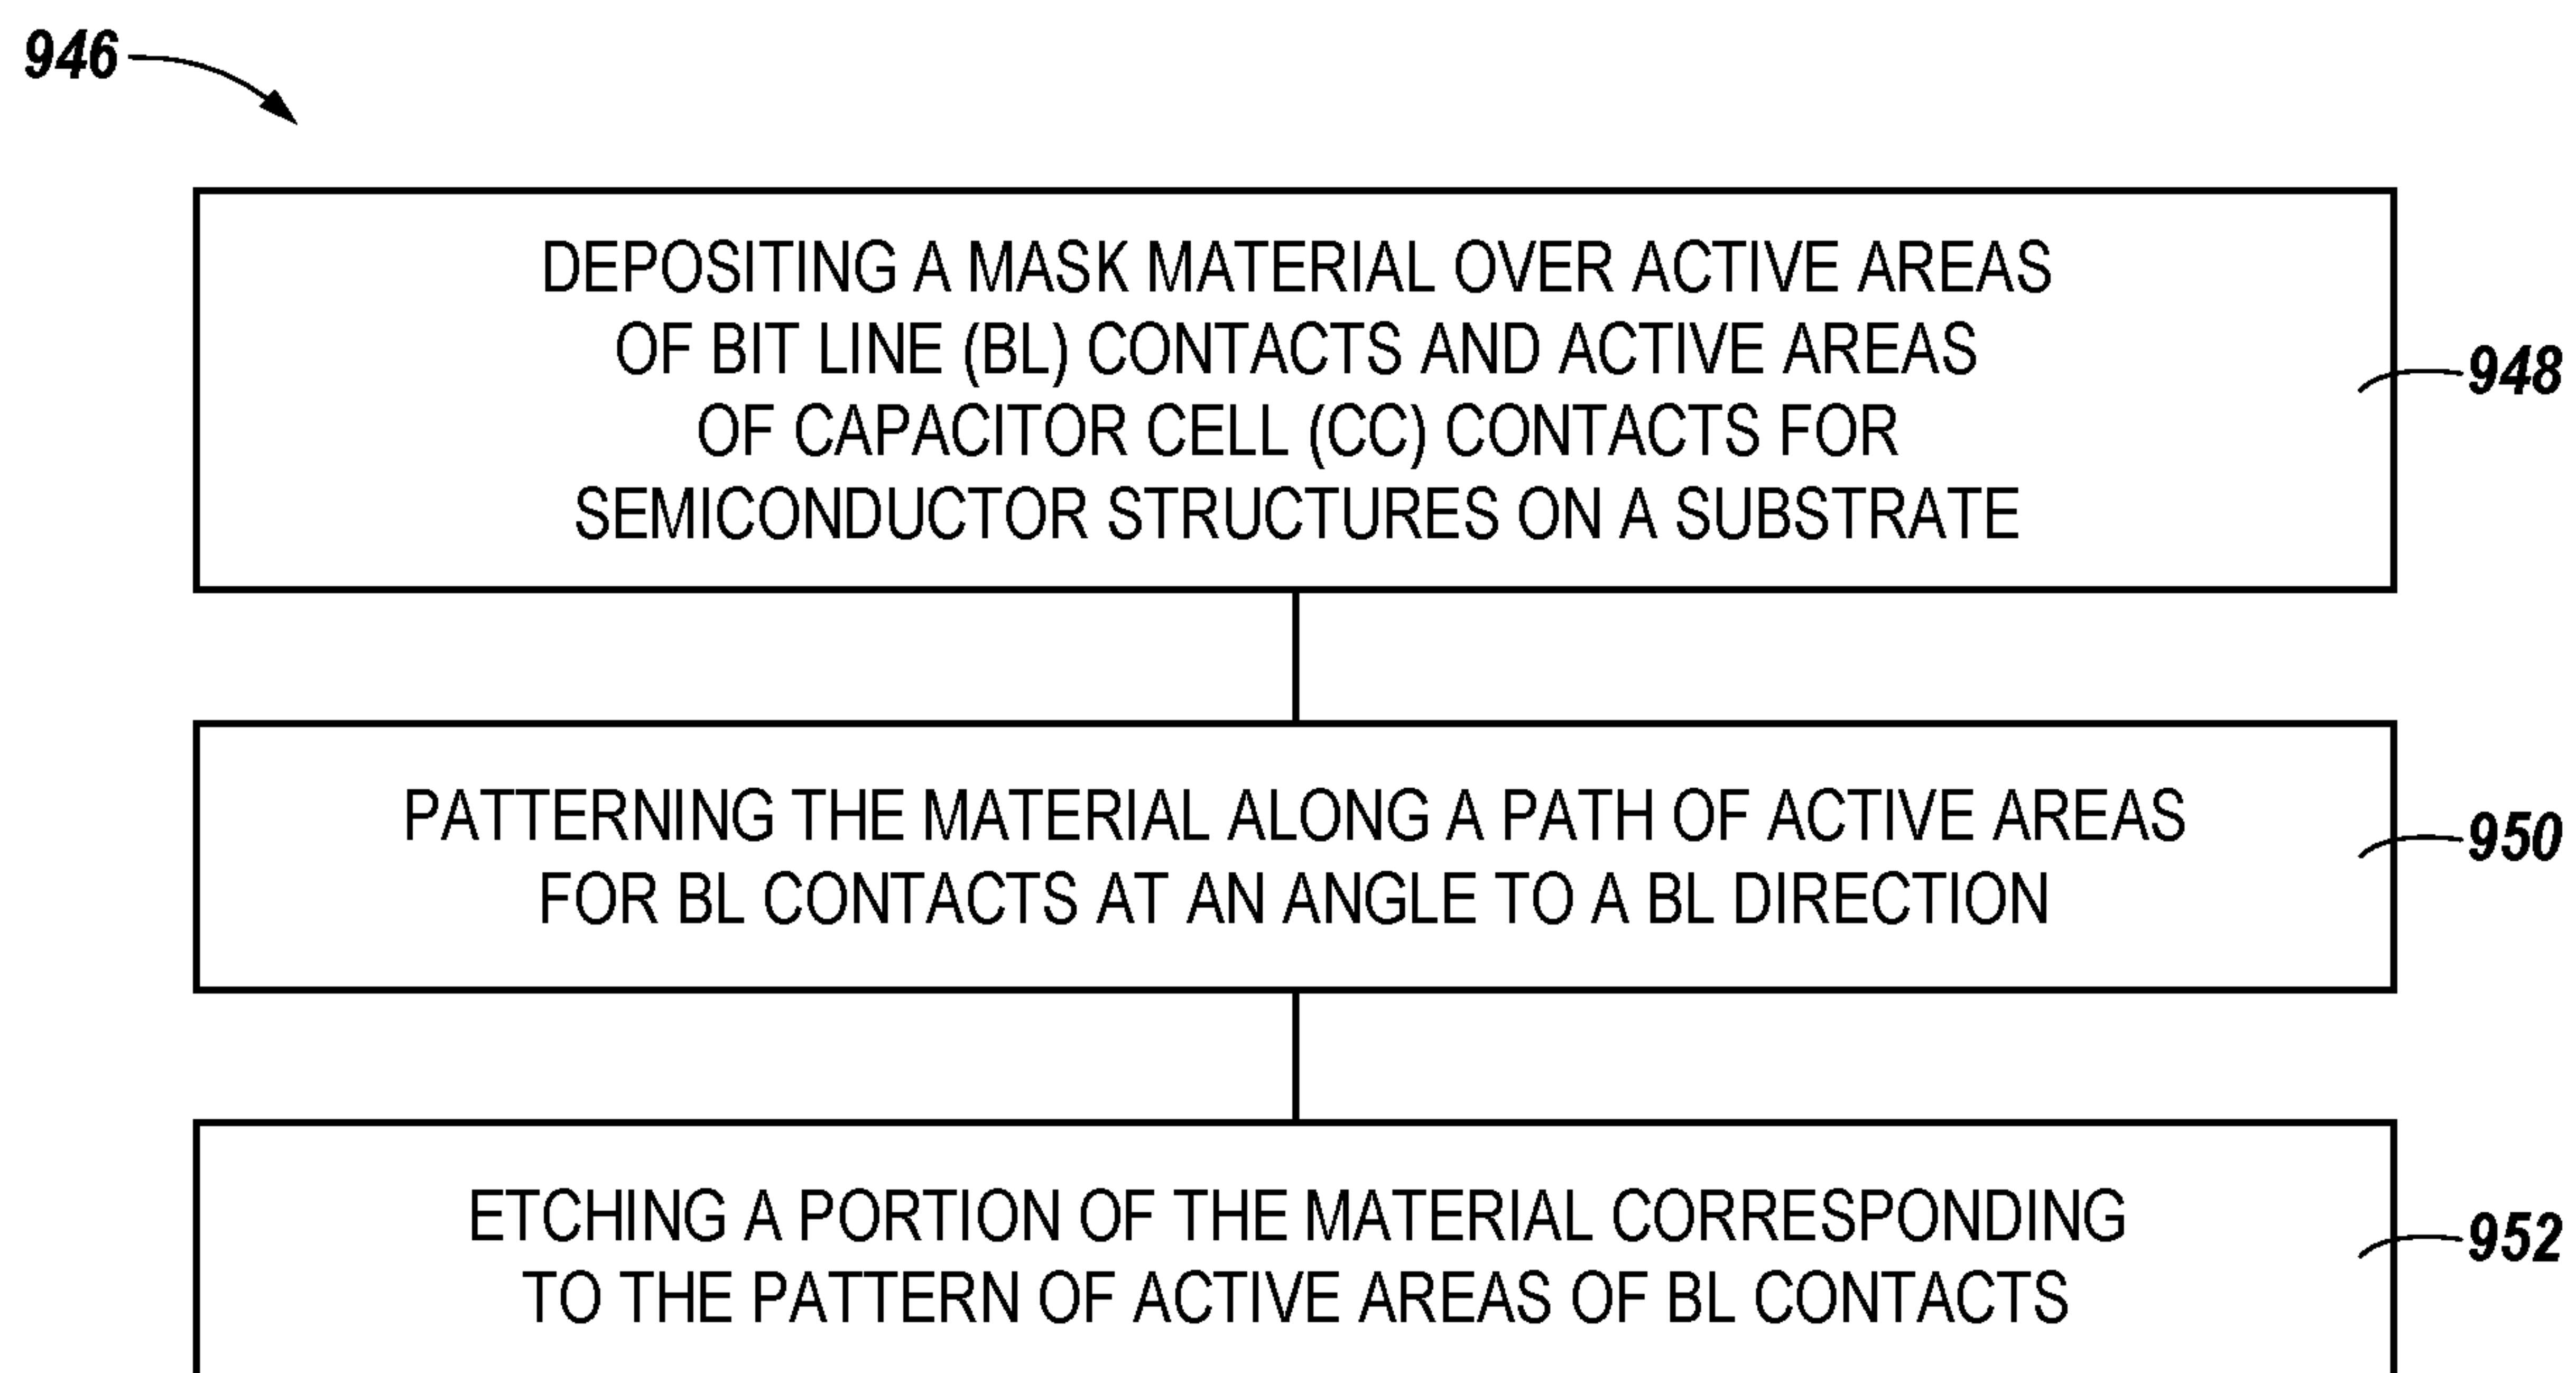 946
DEPOSITING A MASK MATERIAL OVER ACTIVE AREAS
OF BIT LINE (BL) CONTACTS AND ACTIVE AREAS
OF CAPACITOR CELL (CC) CONTACTS FOR
SEMICONDUCTOR STRUCTURES ON A SUBSTRATE
948
PATTERNING THE MATERIAL ALONG A PATH OF ACTIVE AREAS
FOR BL CONTACTS AT AN ANGLE TO A BL DIRECTION
950
ETCHING A PORTION OF THE MATERIAL CORRESPONDING
TO THE PATTERN OF ACTIVE AREAS OF BL CONTACTS
952